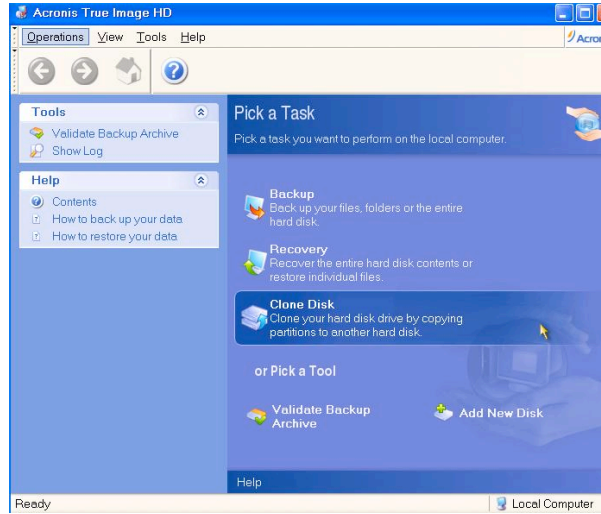 Acronis True Image HD
Operations View Tools Help
Tools
Validate Backup Archive
Show Log
Help
Contents
How to back up your data
How to restore your data
Pick a Task
Pick a task you want to perform on the local computer.
Backup
Back up your files, folders or the entire
hard disk.
Recovery
Recover the entire hard disk contents or
restore individual files.
Clone Disk
Clone your hard disk drive by copying
partitions to another hard disk.
or Pick a Tool
Validate Backup
Archive
Add New Disk
Help
Ready
Local Computer